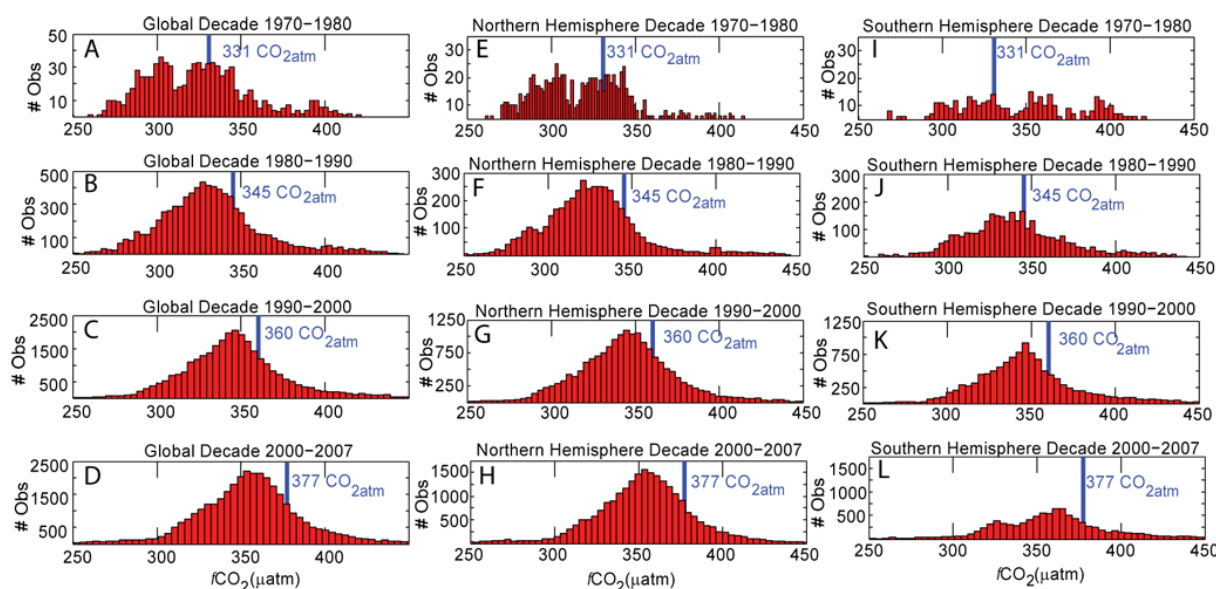 Global Decade 1970-1980
A
331 CO2atm
# Obs
50
30
10
250 300 350 400
Northern Hemisphere Decade 1970-1980
E
331 CO2atm
# Obs
30
20
10
250 300 350 400 450
Southern Hemisphere Decade 1970-1980
I
331 CO2atm
# Obs
30
20
10
250 300 350 400 450
Global Decade 1980-1990
B
345 CO2atm
# Obs
500
300
100
250 300 350 400
Northern Hemisphere Decade 1980-1990
F
345 CO2atm
# Obs
300
200
100
250 300 350 400 450
Southern Hemisphere Decade 1980-1990
J
345 CO2atm
# Obs
300
200
100
250 300 350 400 450
Global Decade 1990-2000
C
360 CO2atm
# Obs
2500
1500
500
250 300 350 400
Northern Hemisphere Decade 1990-2000
G
360 CO2atm
# Obs
1250
750
250
250 300 350 400 450
Southern Hemisphere Decade 1990-2000
K
360 CO2atm
# Obs
1250
750
250
250 300 350 400 450
Global Decade 2000-2007
D
377 CO2atm
# Obs
2500
1500
500
250 300 350 400
fCO2(µatm)
Northern Hemisphere Decade 2000-2007
H
377 CO2atm
# Obs
1500
1000
500
250 300 350 400 450
fCO2(µatm)
Southern Hemisphere Decade 2000-2007
L
377 CO2atm
# Obs
1500
1000
500
250 300 350 400 450
fCO2(µatm)